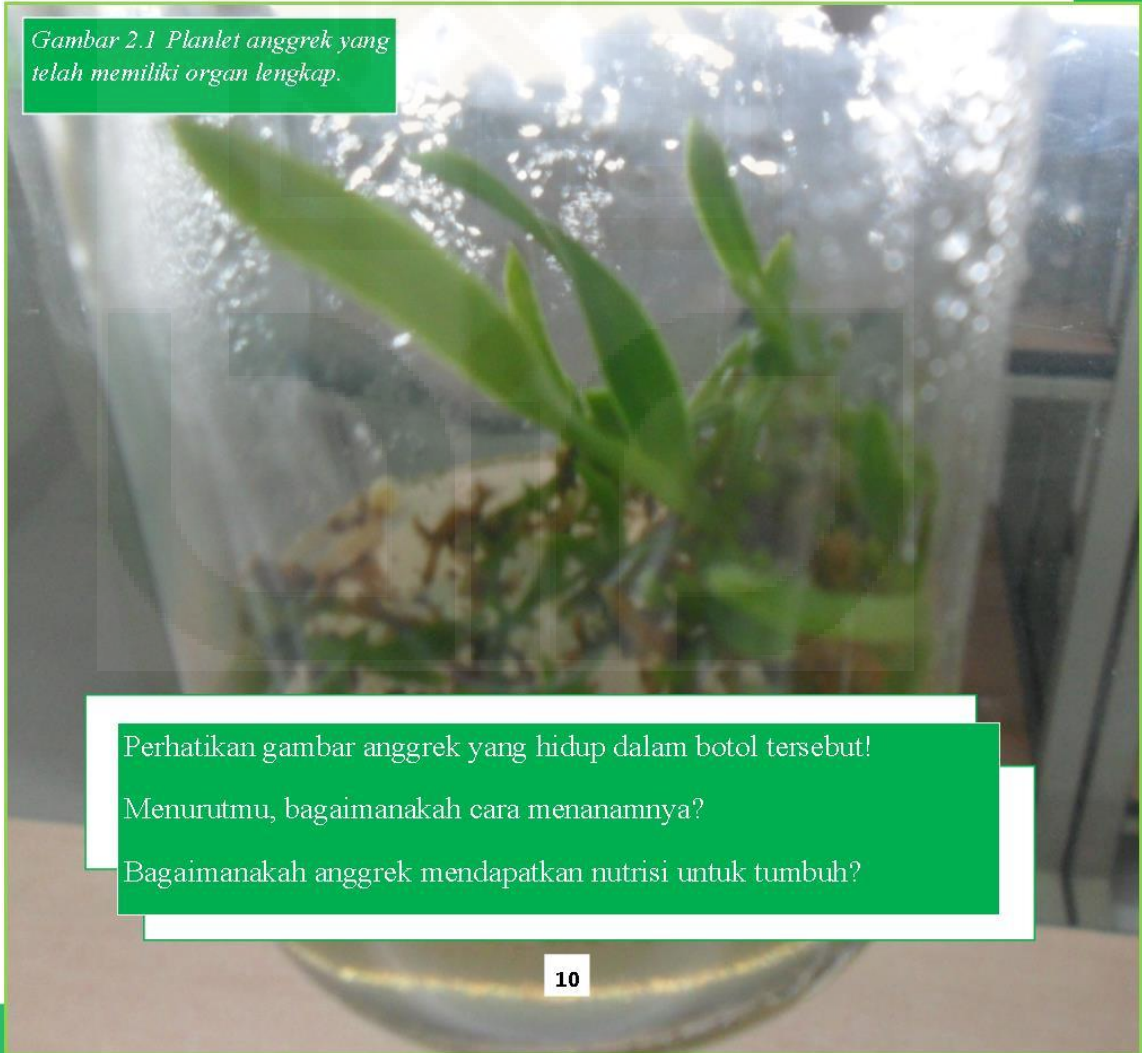 Gambar 2.1 Planlet anggrek yang
telah memiliki organ lengkap.
Perhatikan gambar anggrek yang hidup dalam botol tersebut!
Menurutmu, bagaimanakah cara menanamnya?
Bagaimanakah anggrek mendapatkan nutrisi untuk tumbuh?
10